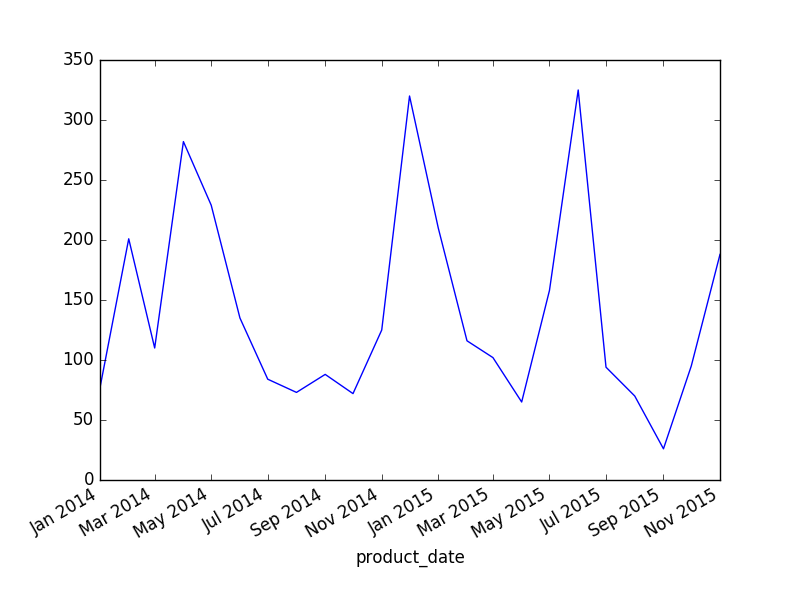 350
300
250
200
150
100
50
0
Jan 2014
Mar 2014
May 2014
Jul 2014
Sep 2014
Nov 2014
Jan 2015
Mar 2015
May 2015
Jul 2015
Sep 2015
Nov 2015
product_date